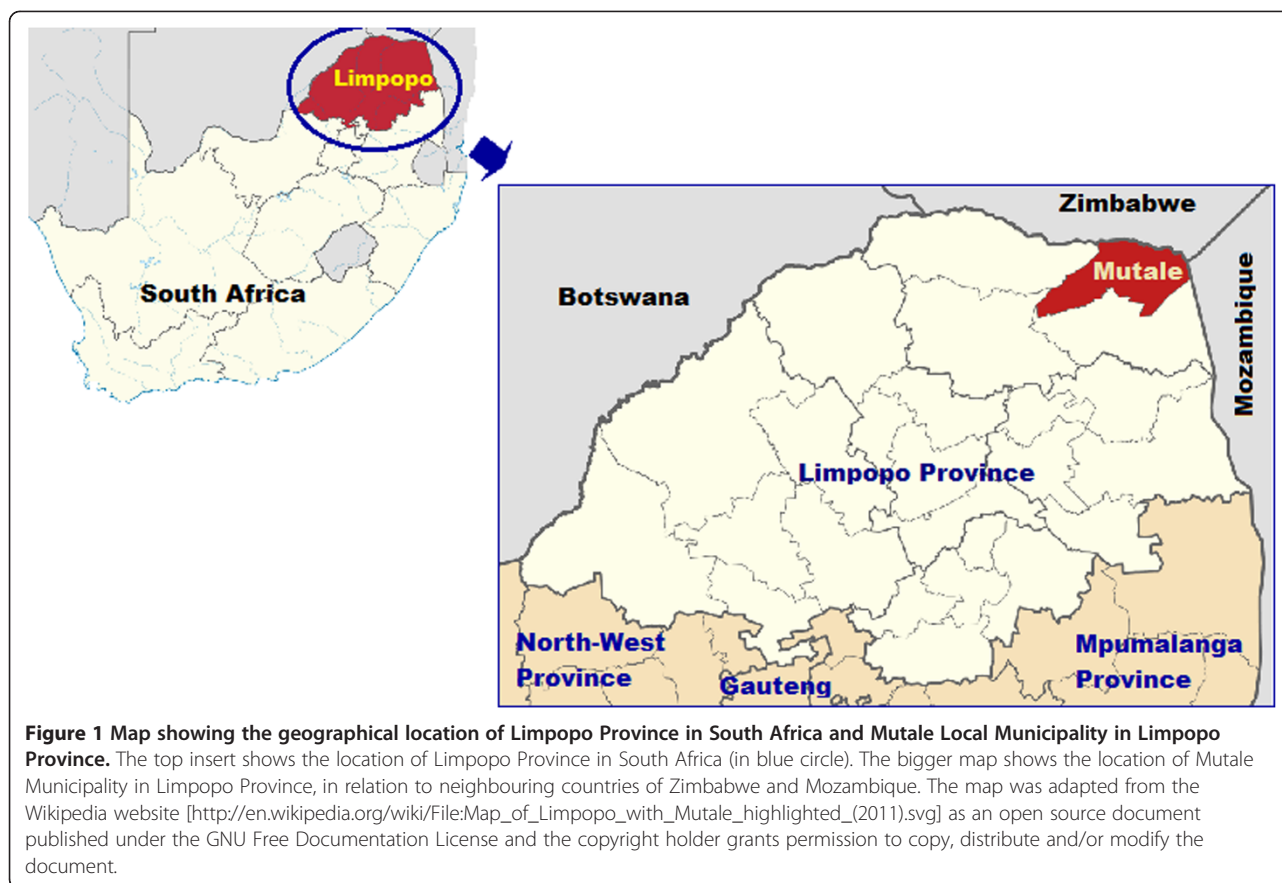 Limpopo
South Africa
Zimbabwe
Mutale
Botswana
Mozambique
Limpopo Province
North-West
Province
Gauteng
Mpumalanga
Province
Figure 1 Map showing the geographical location of Limpopo Province in South Africa and Mutale Local Municipality in Limpopo
Province. The top insert shows the location of Limpopo Province in South Africa (in blue circle). The bigger map shows the location of Mutale
Municipality in Limpopo Province, in relation to neighbouring countries of Zimbabwe and Mozambique. The map was adapted from the
Wikipedia website [http://en.wikipedia.org/wiki/File:Map_of_Limpopo_with_Mutale_highlighted_(2011).svg] as an open source document
published under the GNU Free Documentation License and the copyright holder grants permission to copy, distribute and/or modify the
document.